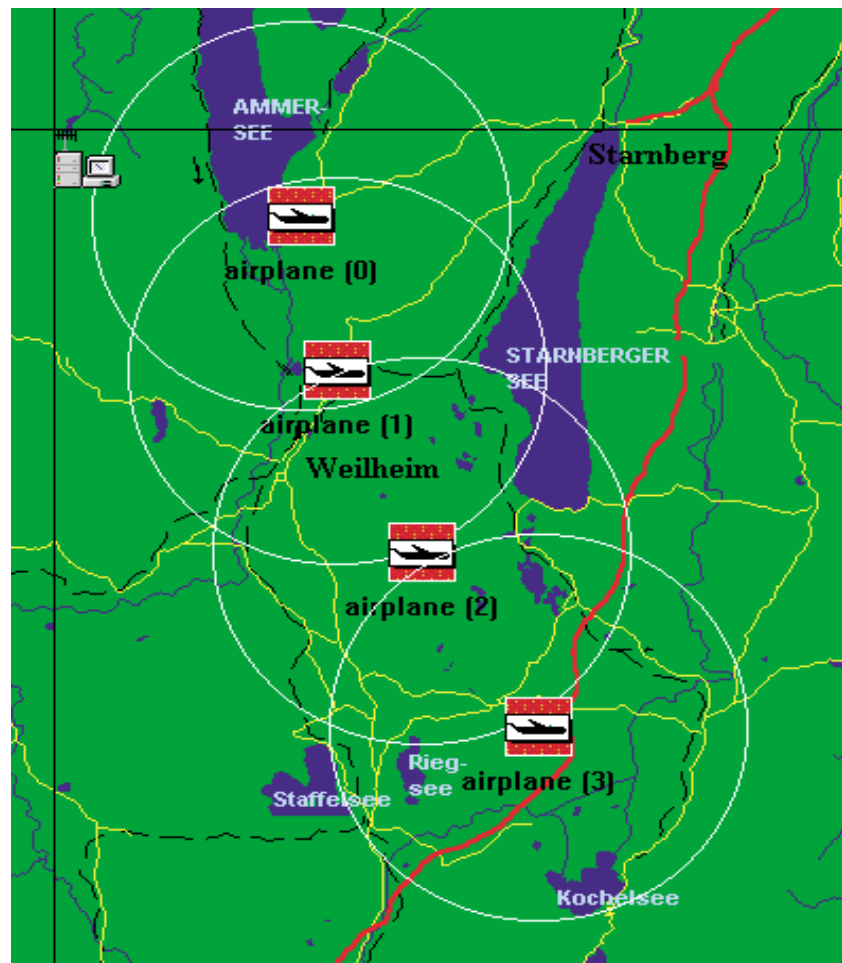 AMMER-
SEE
Starnberg
airplane (0)
STARNBERGER
SEE
airplane (1)
Weilheim
airplane (2)
Rieg-
see
airplane (3)
Staffelsee
Kochelsee